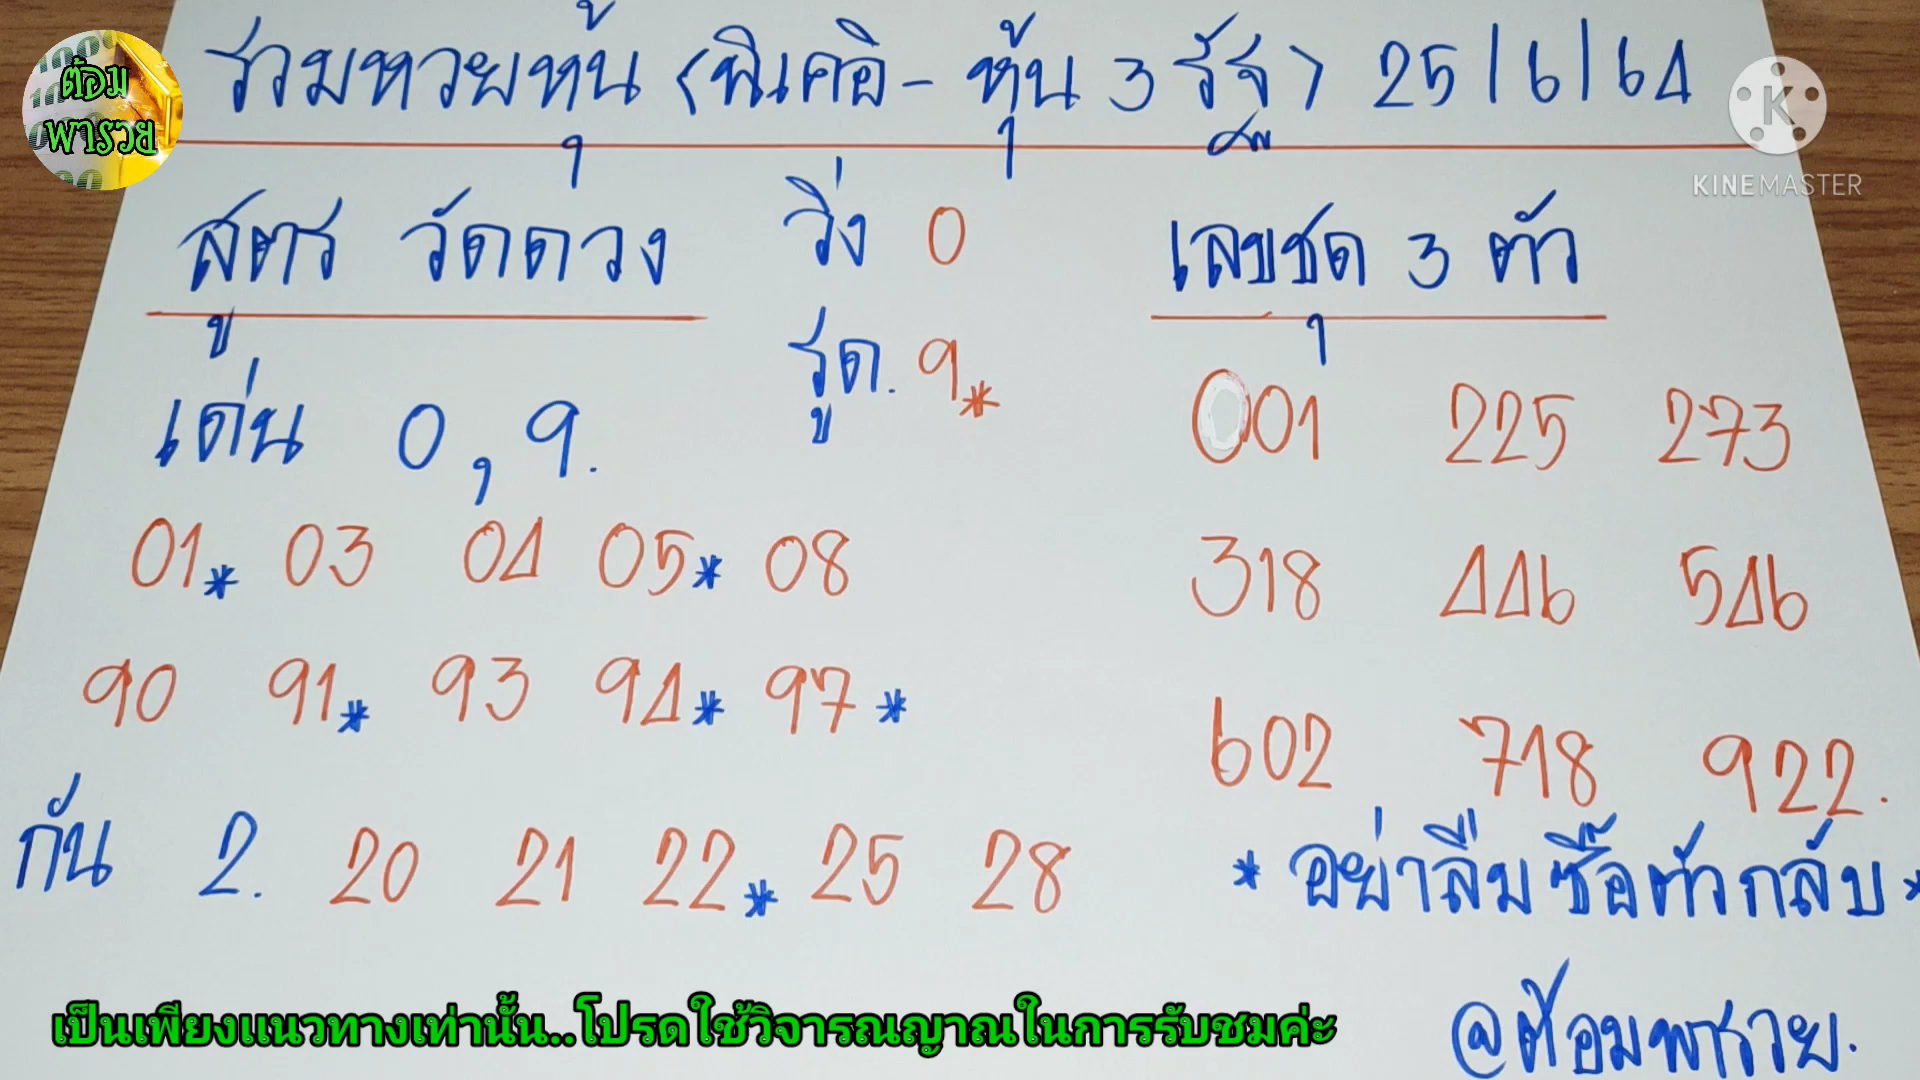 ต้อม
พารวย
รวมหวยหุ้น (นิเคอิ - หุ้น 3 รัฐ) 25/6/64
KINEMASTER
สูตร วัดดวง
วิ่ง 0
รูด. 9*
เด่น 0, 9.
01* 03 04 05* 08
90 91* 93 94* 97*
กัน 2. 20 21 22* 25 28
เลขชุด 3 ตัว
001 225 273
318 446 546
602 718 922.
* อย่าลืมซื้อตัวกลับ *
@ต้อมพารวย.
เป็นเพียงแนวทางเท่านั้น..โปรดใช้วิจารณญาณในการรับชมค่ะ